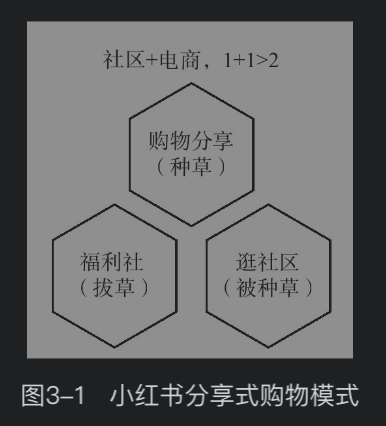 社区+电商，1+1>2
购物分享
（种草）
福利社
（拔草）
逛社区
（被种草）
图3–1 小红书分享式购物模式